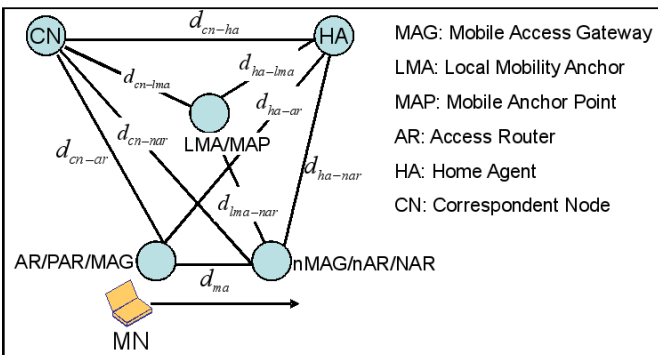 CN
d_{cn-ha}
HA
MAG: Mobile Access Gateway
LMA: Local Mobility Anchor
MAP: Mobile Anchor Point
AR: Access Router
HA: Home Agent
CN: Correspondent Node
d_{cn-lma}
d_{ha-lma}
d_{ha-ar}
LMA/MAP
d_{cn-nar}
d_{cn-ar}
d_{ha-nar}
d_{lma-nar}
AR/PAR/MAG
nMAG/nAR/NAR
d_{ma}
MN